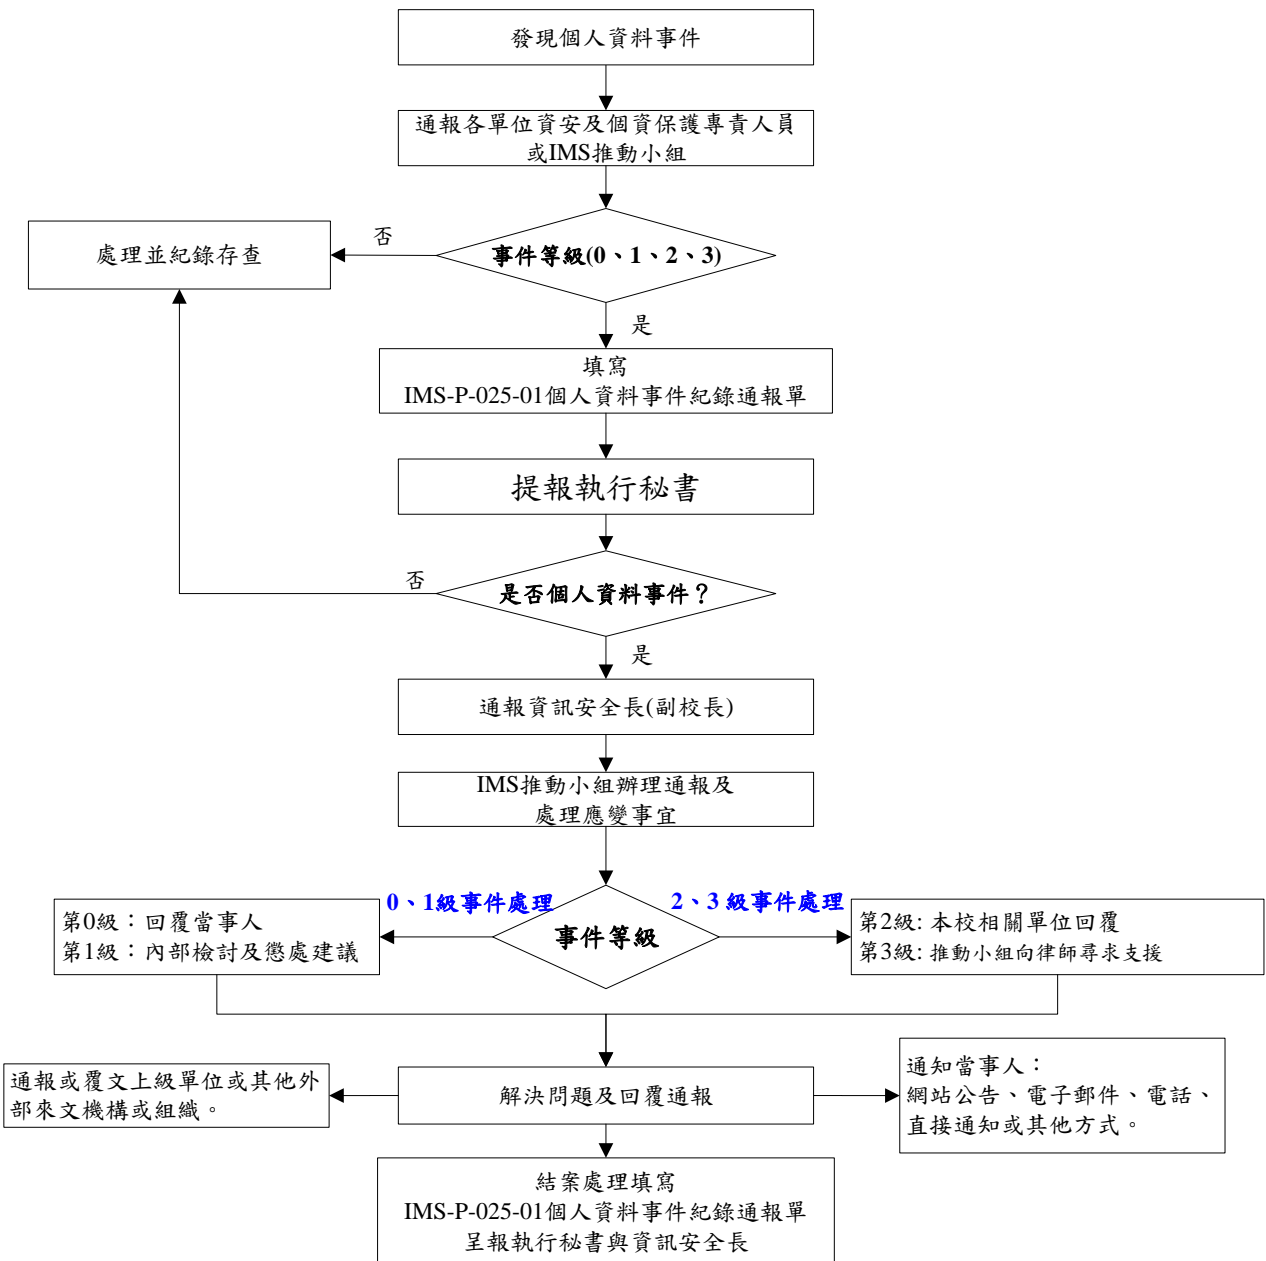 發現個人資料事件
通報各單位資安及個資保護專責人員
或IMS推動小組
事件等級(0、1、2、3)
否
處理並紀錄存查
是
填寫
IMS-P-025-01個人資料事件紀錄通報單
提報執行秘書
是否個人資料事件？
否
是
通報資訊安全長(副校長)
IMS推動小組辦理通報及
處理應變事宜
0、1級事件處理
2、3 級事件處理
事件等級
第0級：回覆當事人
第1級：內部檢討及懲處建議
第2級: 本校相關單位回覆
第3級: 推動小組向律師尋求支援
通報或覆文上級單位或其他外
部來文機構或組織。
解決問題及回覆通報
通知當事人：
網站公告、電子郵件、電話、
直接通知或其他方式。
結案處理填寫
IMS-P-025-01個人資料事件紀錄通報單
呈報執行秘書與資訊安全長